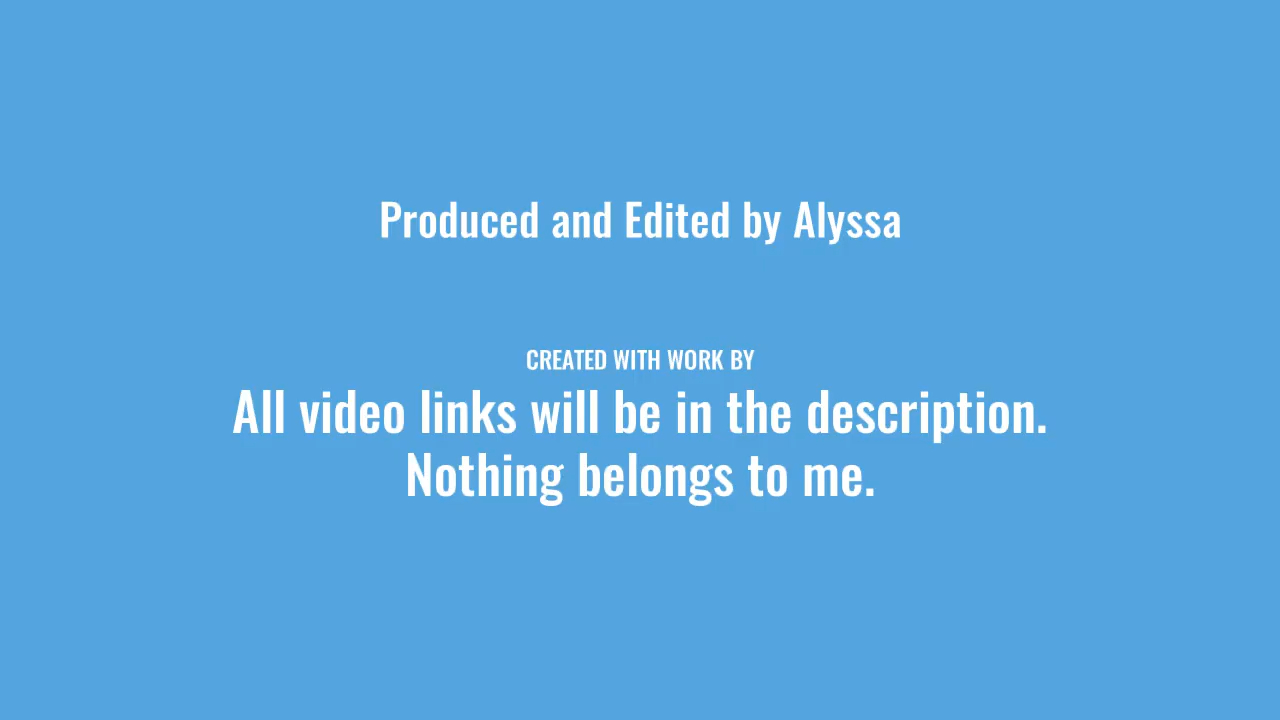 Produced and Edited by Alyssa
CREATED WITH WORK BY
All video links will be in the description.
Nothing belongs to me.